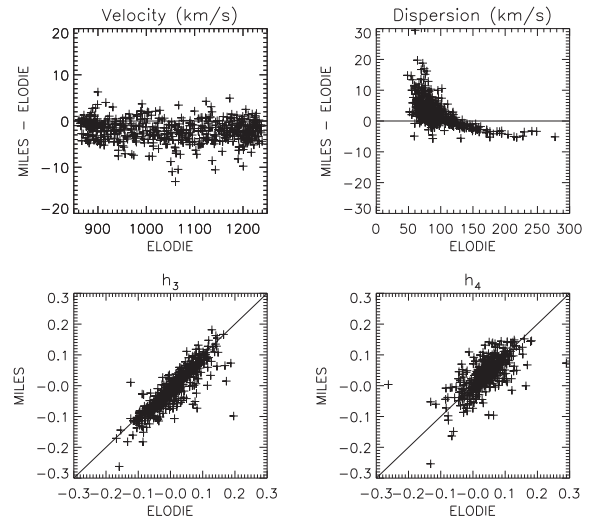 Velocity (km/s)
Dispersion (km/s)
20
10
0
−10
−20
MILES − ELODIE
900 1000 1100 1200
ELODIE
30
20
10
0
−10
−20
−30
MILES − ELODIE
0 50 100 150 200 250 300
ELODIE
h3
h4
0.3
0.2
0.1
−0.0
−0.1
−0.2
−0.3
MILES
−0.3 −0.2 −0.1 −0.0 0.1 0.2 0.3
ELODIE
0.3
0.2
0.1
−0.0
−0.1
−0.2
−0.3
MILES
−0.3 −0.2 −0.1 −0.0 0.1 0.2 0.3
ELODIE